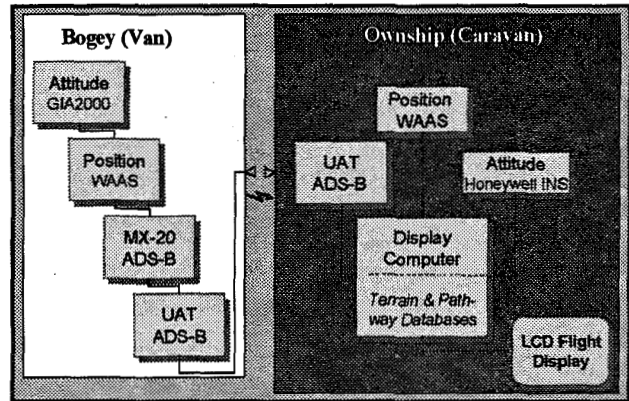 Bogey (Van)
Attitude
GIA2000
Position
WAAS
MX-20
ADS-B
UAT
ADS-B
Ownship (Caravan)
Position
WAAS
UAT
ADS-B
Attitude
Honeywell INS
Display
Computer
Terrain & Path-
way Databases
LCD Flight
Display